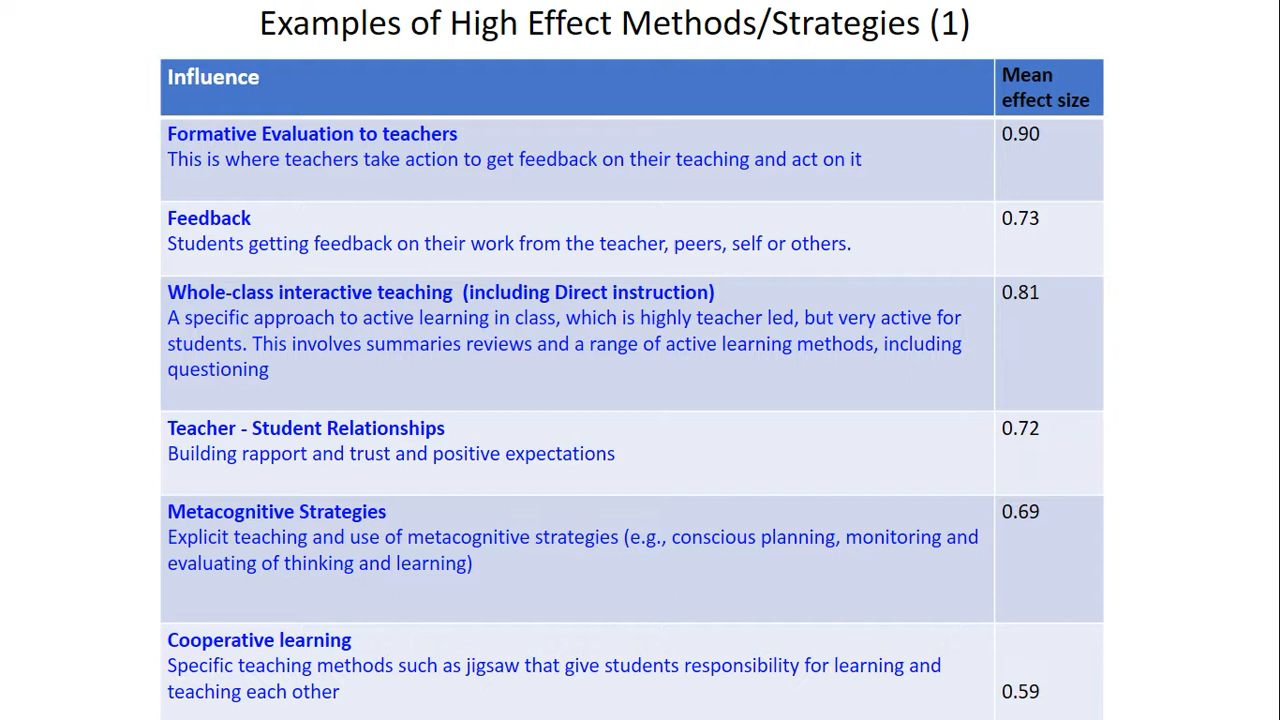 Examples of High Effect Methods/Strategies (1)
Influence
Mean
effect size
Formative Evaluation to teachers
This is where teachers take action to get feedback on their teaching and act on it
0.90
Feedback
Students getting feedback on their work from the teacher, peers, self or others.
0.73
Whole-class interactive teaching  (including Direct instruction)
A specific approach to active learning in class, which is highly teacher led, but very active for
students. This involves summaries reviews and a range of active learning methods, including
questioning
0.81
Teacher - Student Relationships
Building rapport and trust and positive expectations
0.72
Metacognitive Strategies
Explicit teaching and use of metacognitive strategies (e.g., conscious planning, monitoring and
evaluating of thinking and learning)
0.69
Cooperative learning
Specific teaching methods such as jigsaw that give students responsibility for learning and
teaching each other
0.59